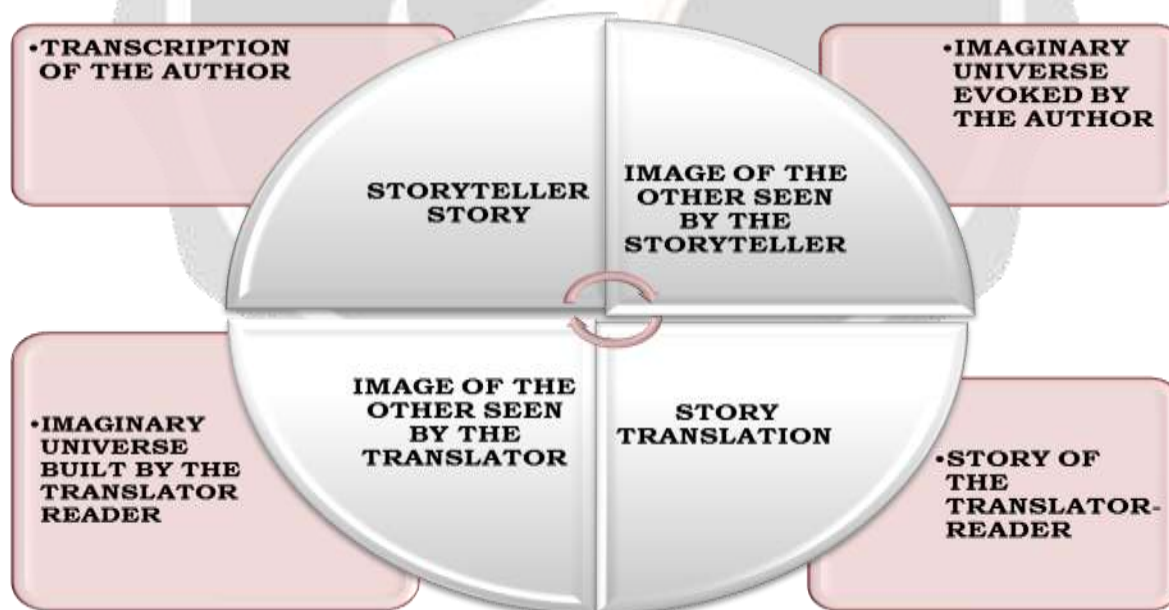 •TRANSCRIPTION
OF THE AUTHOR
STORYTELLER
STORY
IMAGE OF THE
OTHER SEEN
BY THE
STORYTELLER
•IMAGINARY
UNIVERSE
EVOKED BY
THE AUTHOR
•IMAGINARY
UNIVERSE
BUILT BY THE
TRANSLATOR
READER
IMAGE OF THE
OTHER SEEN
BY THE
TRANSLATOR
STORY
TRANSLATION
•STORY OF
THE
TRANSLATOR-
READER